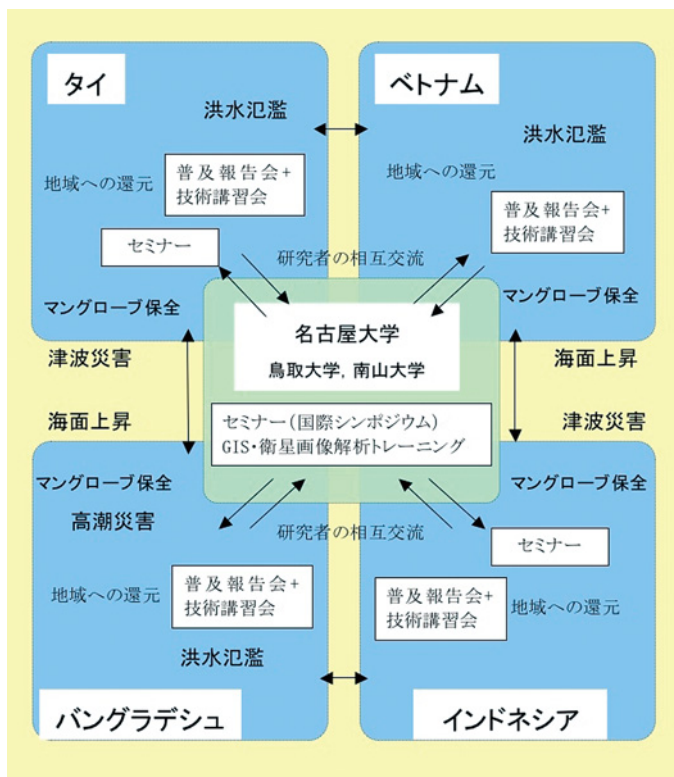 タイ
洪水氾濫
地域への還元
普及報告会+
技術講習会
セミナー
マングローブ保全
ベトナム
洪水氾濫
地域への還元
普及報告会+
技術講習会
マングローブ保全
研究者の相互交流
名古屋大学
鳥取大学, 南山大学
セミナー(国際シンポジウム)
GIS・衛星画像解析トレーニング
研究者の相互交流
津波災害
海面上昇
海面上昇
津波災害
マングローブ保全
高潮災害
地域への還元
普及報告会+
技術講習会
洪水氾濫
バングラデシュ
マングローブ保全
セミナー
普及報告会+
技術講習会
地域への還元
インドネシア